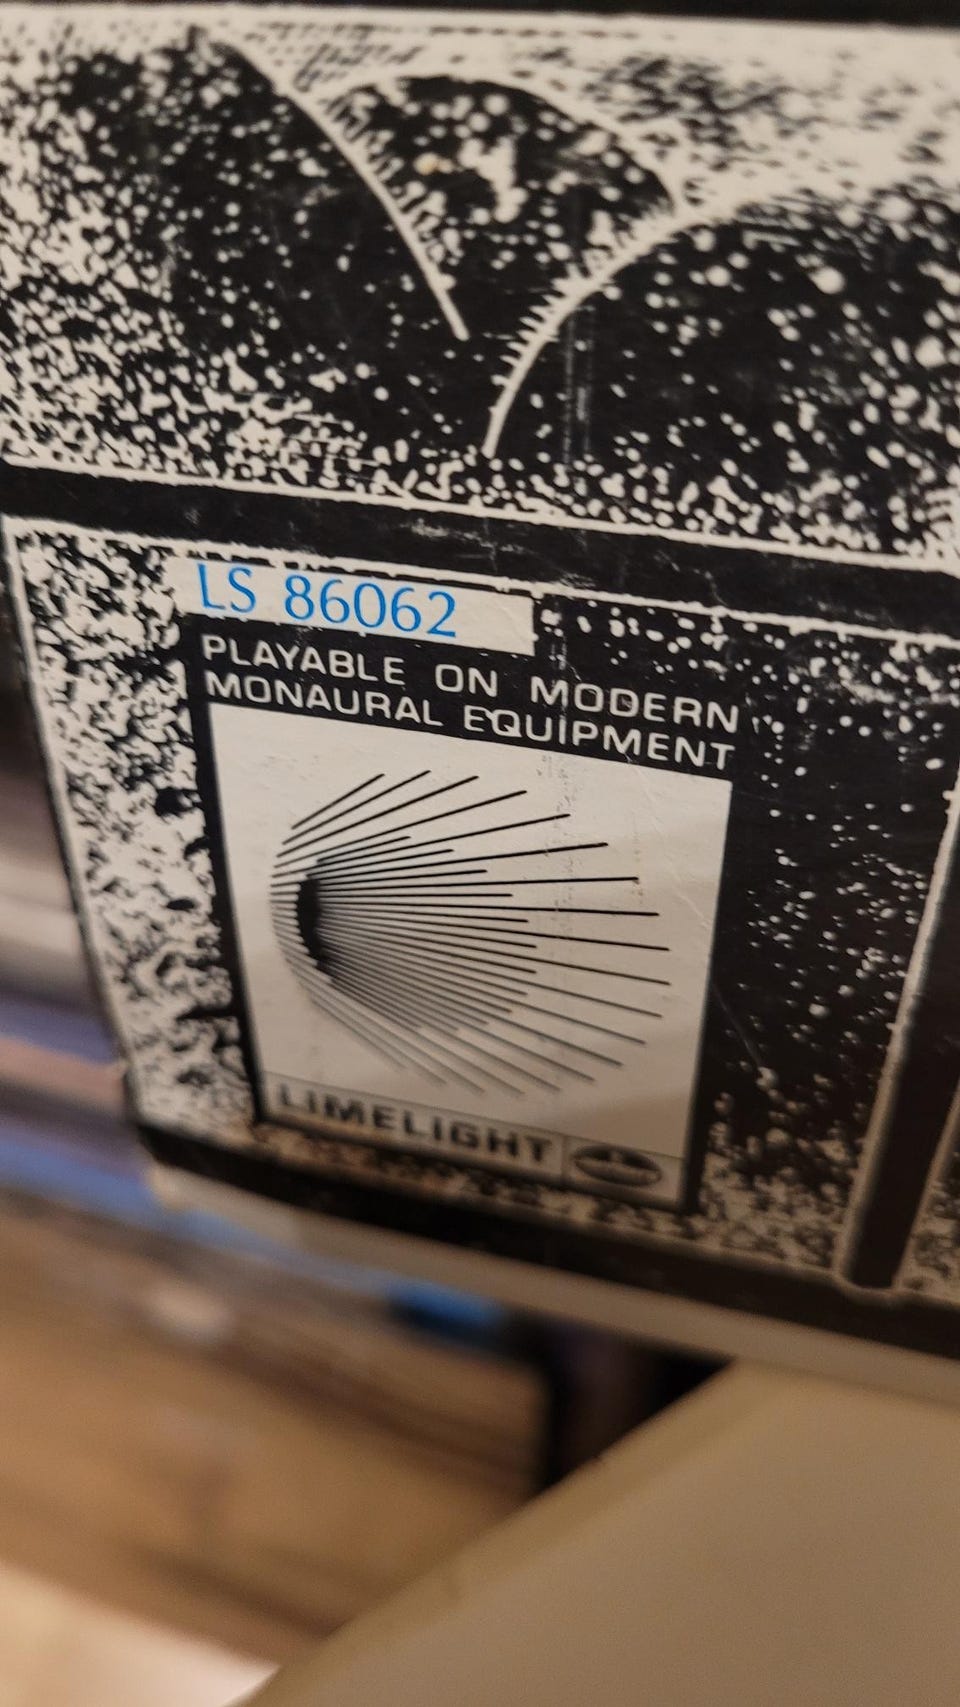 LS 86062
PLAYABLE ON MODERN
MONAURAL EQUIPMENT
LIMELIGHT